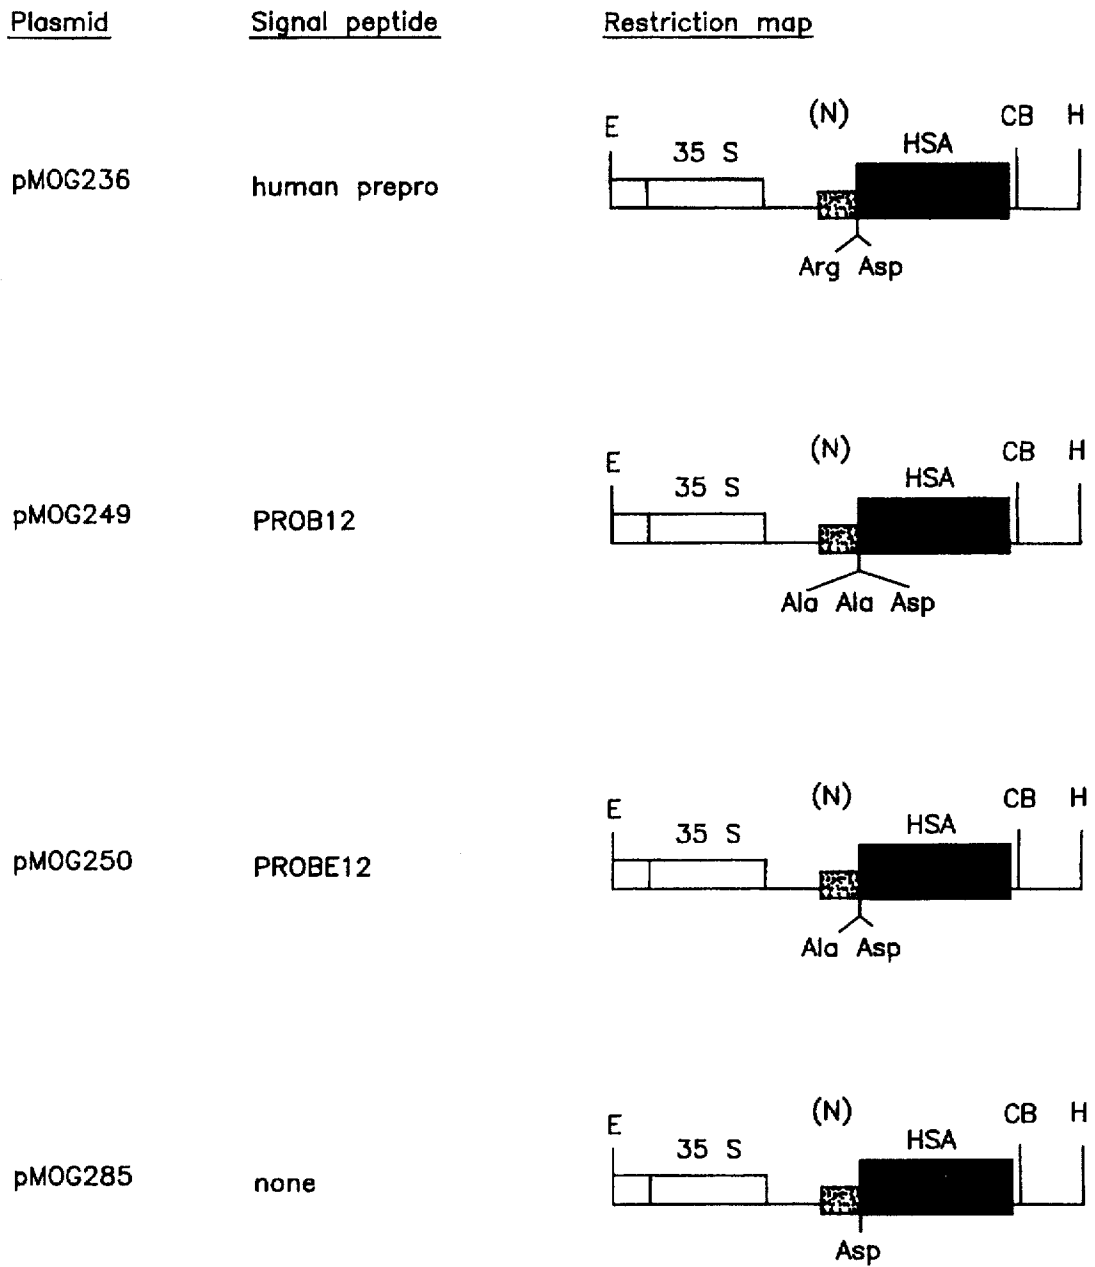 Plasmid Signal peptide Restriction map
E (N) CB H
35 S HSA
pMOG236 human prepro
Arg Asp
E (N) CB H
35 S HSA
pMOG249 PROB12
Ala Ala Asp
E (N) CB H
35 S HSA
pMOG250 PROBE12
Ala Asp
E (N) CB H
35 S HSA
pMOG285 none
Asp